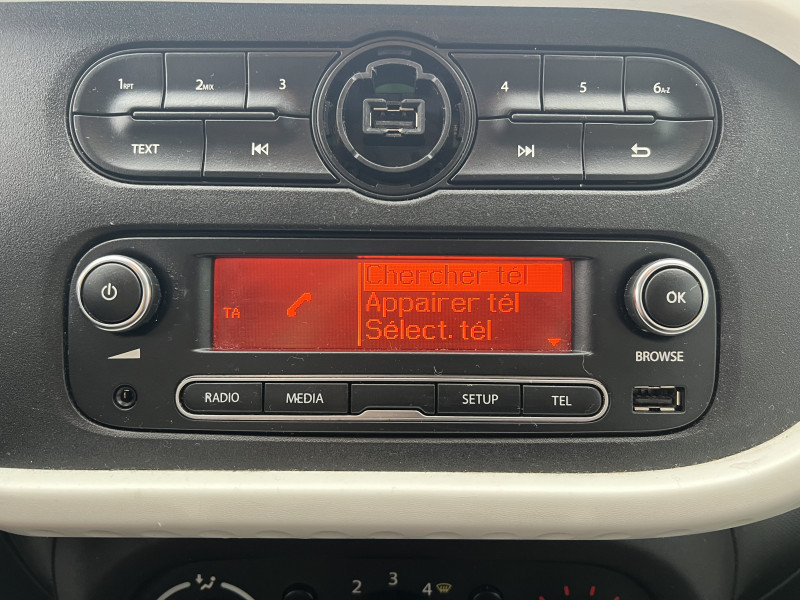 1RPT 2MIX 3 4 5 6A-Z
TEXT
Chercher tél
TA
Appairer tél
Sélect. tél
OK
BROWSE
RADIO MEDIA SETUP TEL
2 3 4